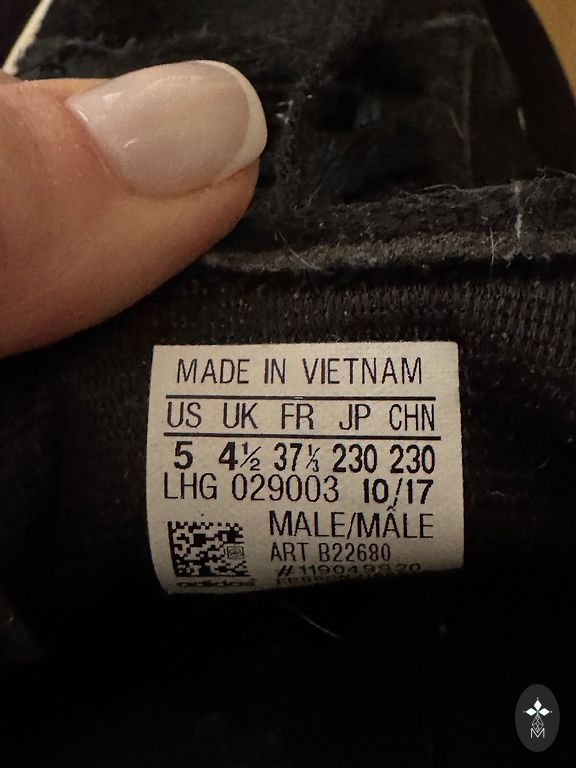 MADE IN VIETNAM
US UK FR JP CHN
5 4½ 37⅓ 230 230
LHG 029003 10/17
MALE/MÂLE
ART B22680
#119049920
adidas
M